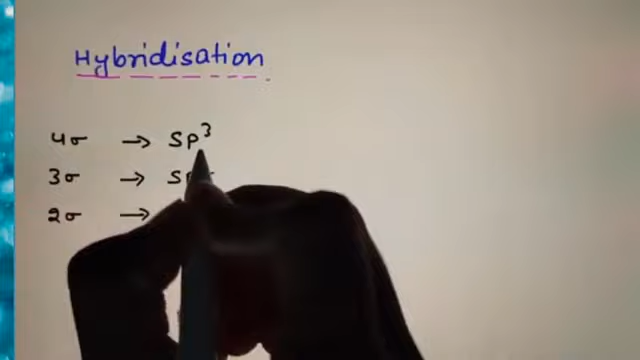 Hybridisation
4σ → Sp³
3σ → S
2σ →